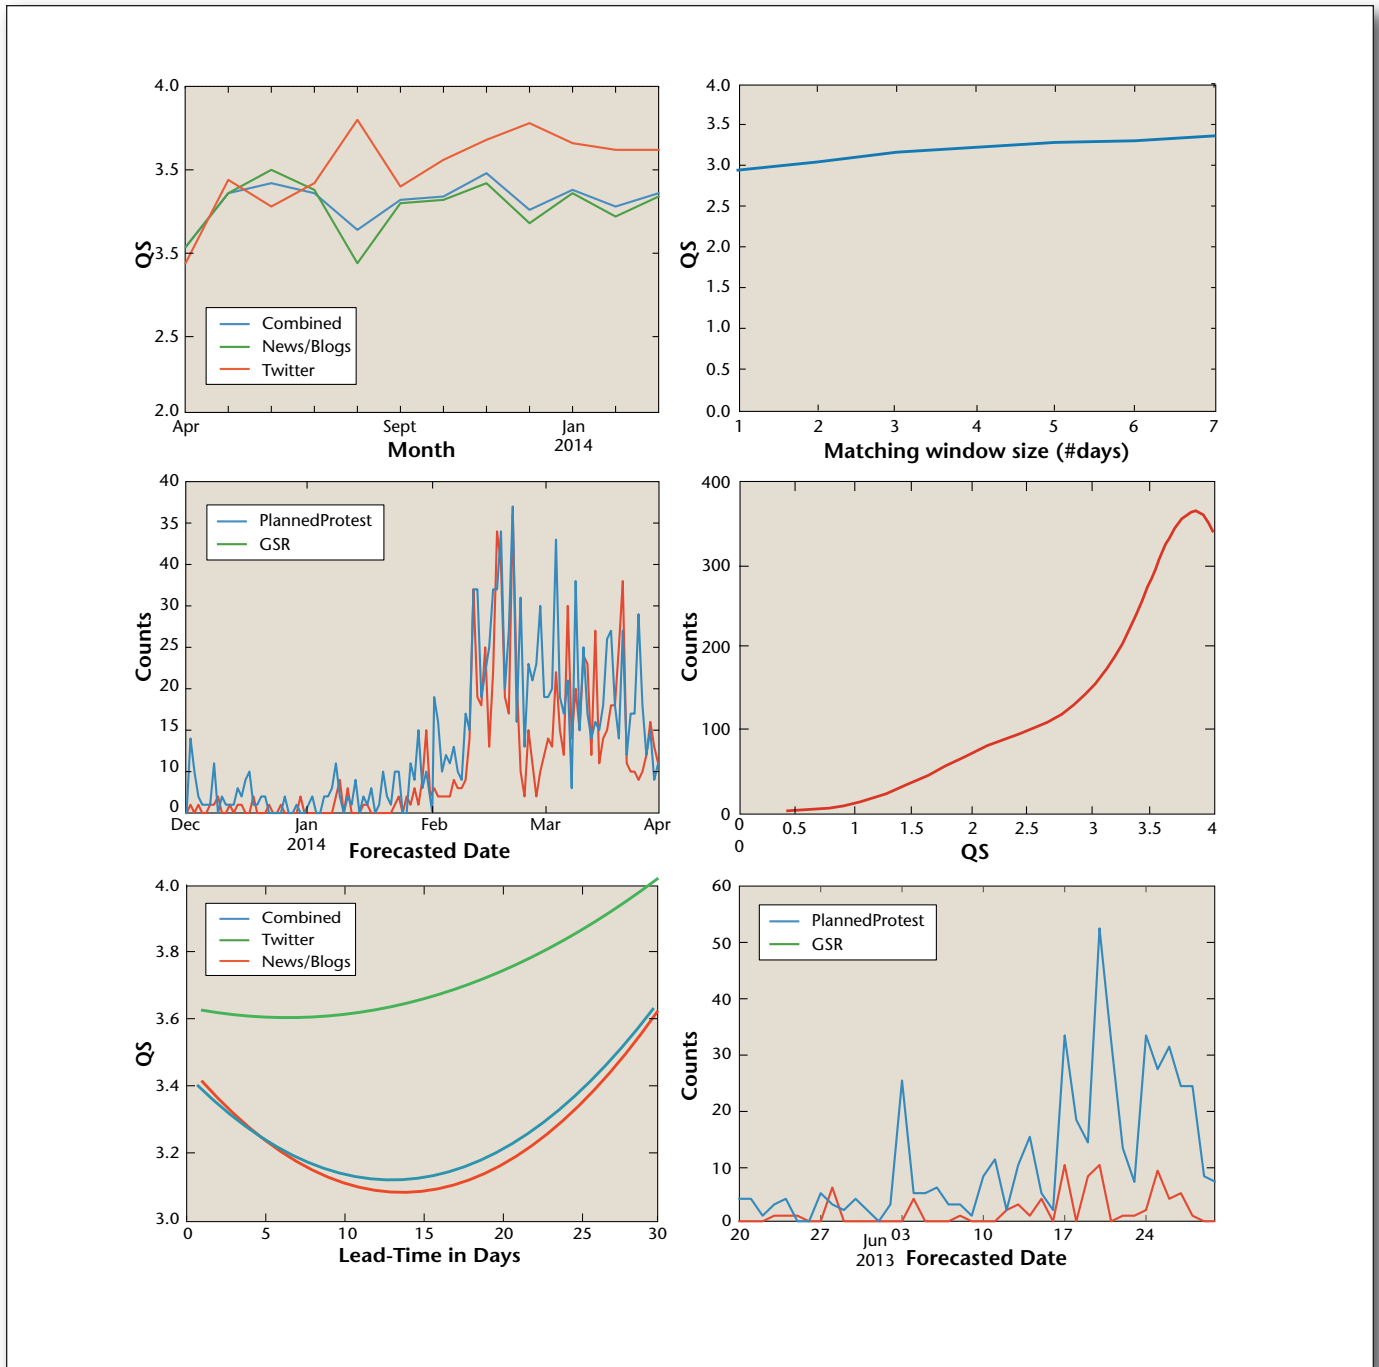 4.0
3.5
QS
3.5
2.5
2.0
Combined
News/Blogs
Twitter
Apr
Sept
Jan
2014
Month
4.0
3.5
3.0
2.5
QS
2.0
1.5
1.0
0.5
0.0
1 2 3 4 5 6 7
Matching window size (#days)
40
35
40
30
25
20
15
10
0
Counts
PlannedProtest
GSR
Dec
Jan
2014
Feb
Mar
Apr
Forecasted Date
400
300
200
100
0
Counts
0 0.5 1 1.5 2 2.5 3 3.5 4
0
QS
4.0
3.8
3.6
QS
3.4
3.2
3.0
Combined
Twitter
News/Blogs
0 5 10 15 20 25 30
Lead-Time in Days
60
50
40
30
20
10
0
Counts
PlannedProtest
GSR
20 27 Jun 03 10 17 24
2013
Forecasted Date